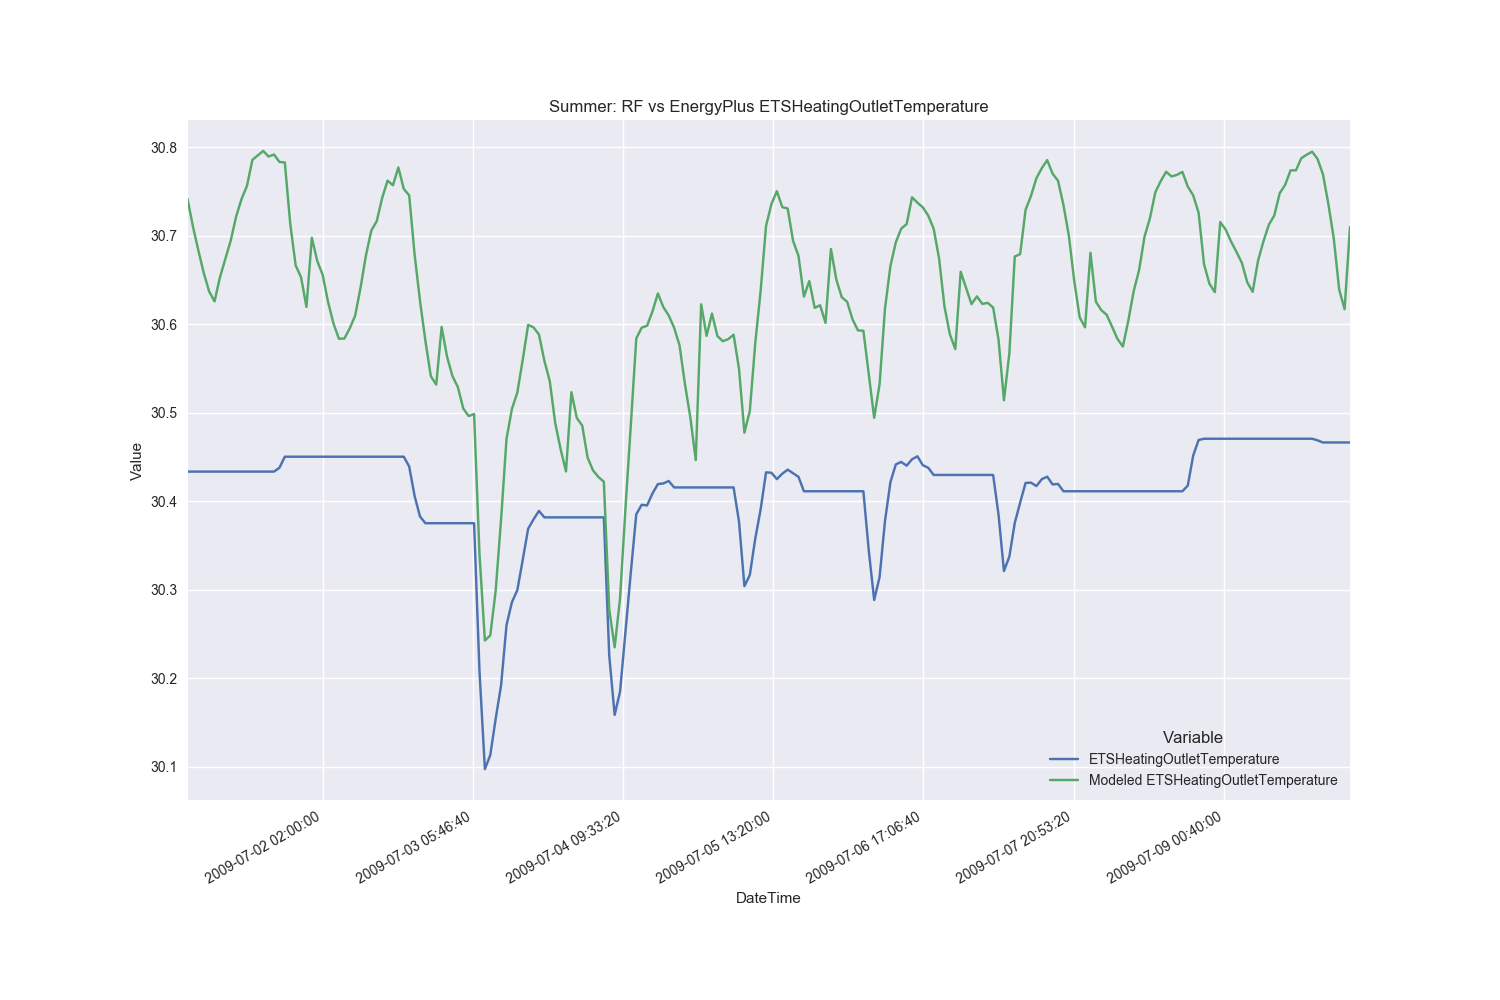 Summer: RF vs EnergyPlus ETSHeatingOutletTemperature
30.8
30.7
30.6
30.5
30.4
30.3
30.2
30.1
Value
Variable
ETSHeatingOutletTemperature
Modeled ETSHeatingOutletTemperature
2009-07-02 02:00:00
2009-07-03 05:46:40
2009-07-04 09:33:20
2009-07-05 13:20:00
2009-07-06 17:06:40
2009-07-07 20:53:20
2009-07-09 00:40:00
DateTime